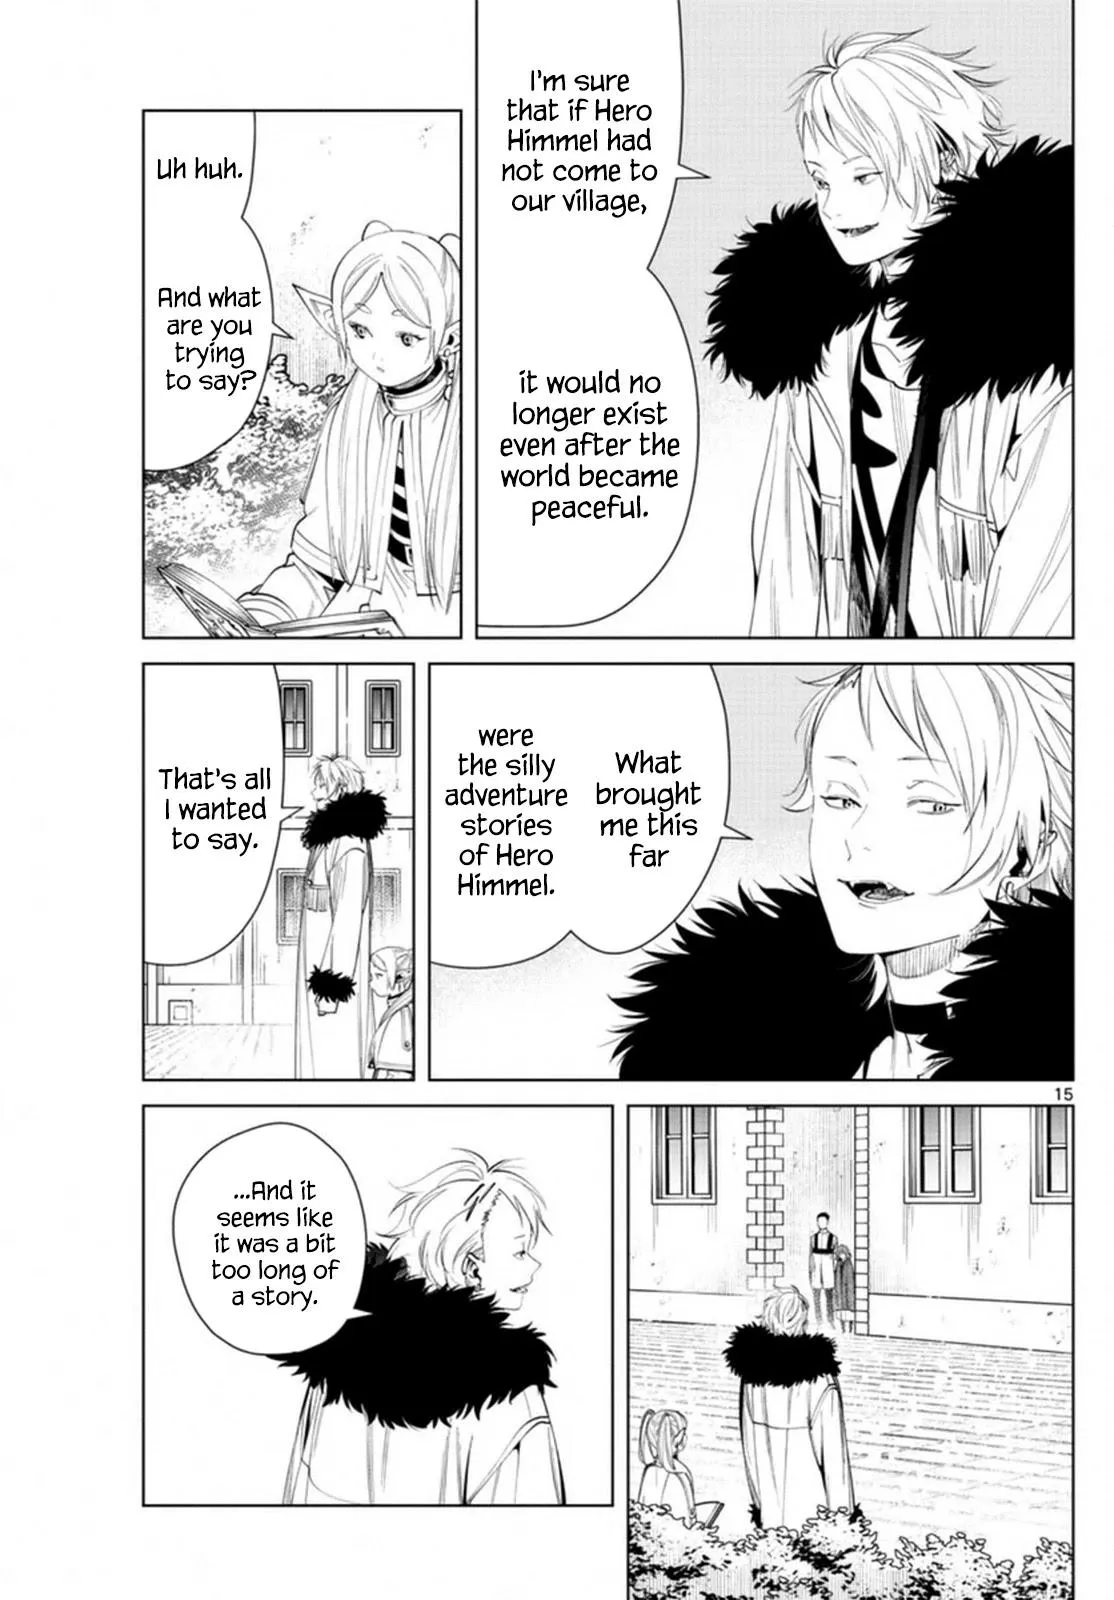 I'm sure
that if Hero
Himmel had
not come to
our village,
it would no
longer exist
even after the
world became
peaceful.
Uh huh.
And what
are you
trying
to say?
What
brought
me this
far
were
the silly
adventure
stories
of Hero
Himmel.
That's all
I wanted
to say.
15
...And it
seems like
it was a bit
too long of
a story.